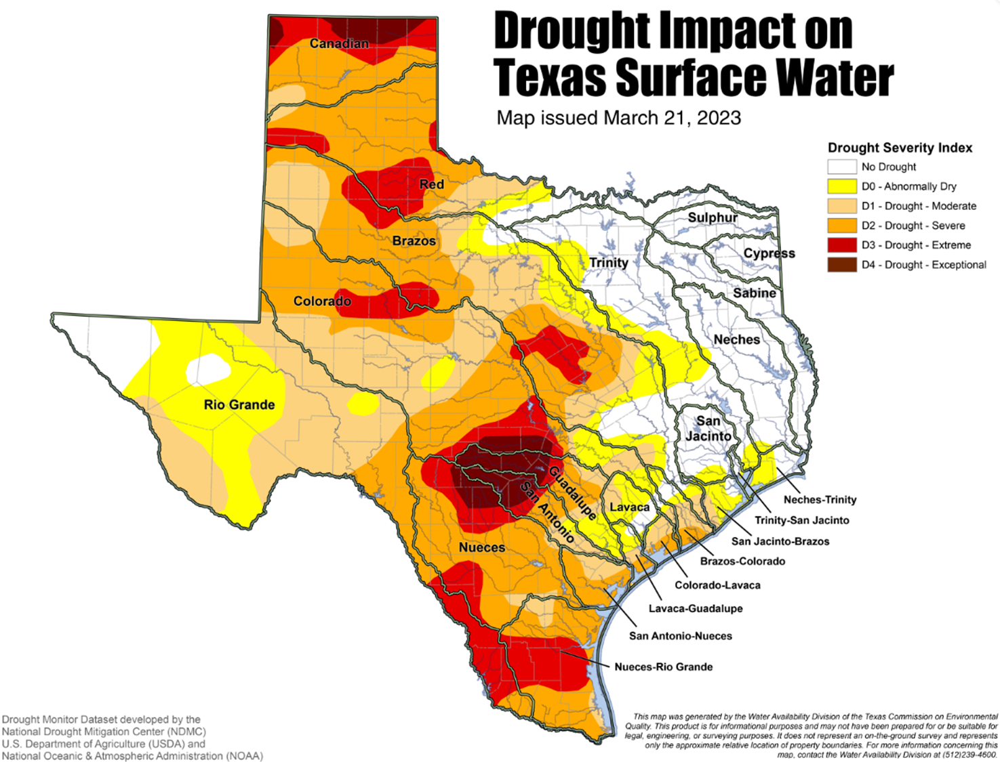 Drought Impact on
Texas Surface Water
Map issued March 21, 2023
Drought Severity Index
No Drought
D0 - Abnormally Dry
D1 - Drought - Moderate
D2 - Drought - Severe
D3 - Drought - Extreme
D4 - Drought - Exceptional
Canadian
Red
Sulphur
Brazos
Cypress
Trinity
Sabine
Colorado
Neches
Rio Grande
San
Jacinto
Guadalupe
San Antonio
Lavaca
Neches-Trinity
Trinity-San Jacinto
San Jacinto-Brazos
Nueces
Brazos-Colorado
Colorado-Lavaca
Lavaca-Guadalupe
San Antonio-Nueces
Nueces-Rio Grande
Drought Monitor Dataset developed by the
National Drought Mitigation Center (NDMC)
U.S. Department of Agriculture (USDA) and
National Oceanic & Atmospheric Administration (NOAA)
This map was generated by the Water Availability Division of the Texas Commission on Environmental
Quality. This product is for informational purposes and may not have been prepared for or be suitable for
legal, engineering, or surveying purposes. It does not represent an on-the-ground survey and represents
only the approximate relative location of property boundaries. For more information concerning this
map, contact the Water Availability Division at (512)239-4600.